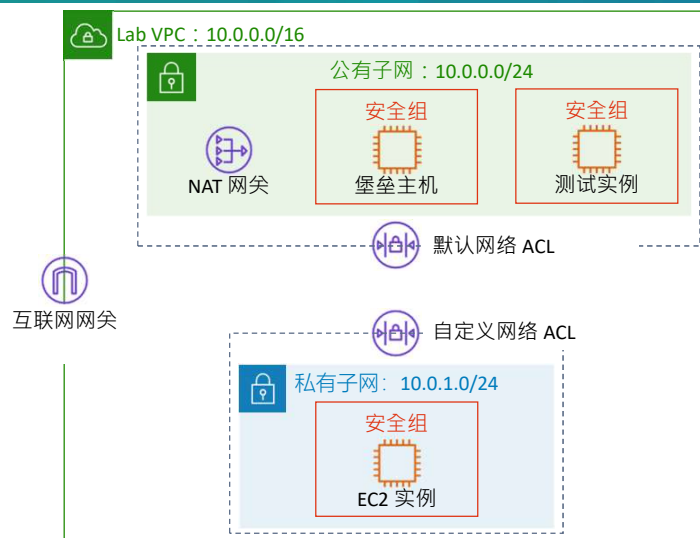 Lab VPC：10.0.0.0/16
公有子网：10.0.0.0/24
安全组
安全组
NAT 网关
堡垒主机
测试实例
默认网络 ACL
互联网网关
自定义网络 ACL
私有子网：10.0.1.0/24
安全组
EC2 实例